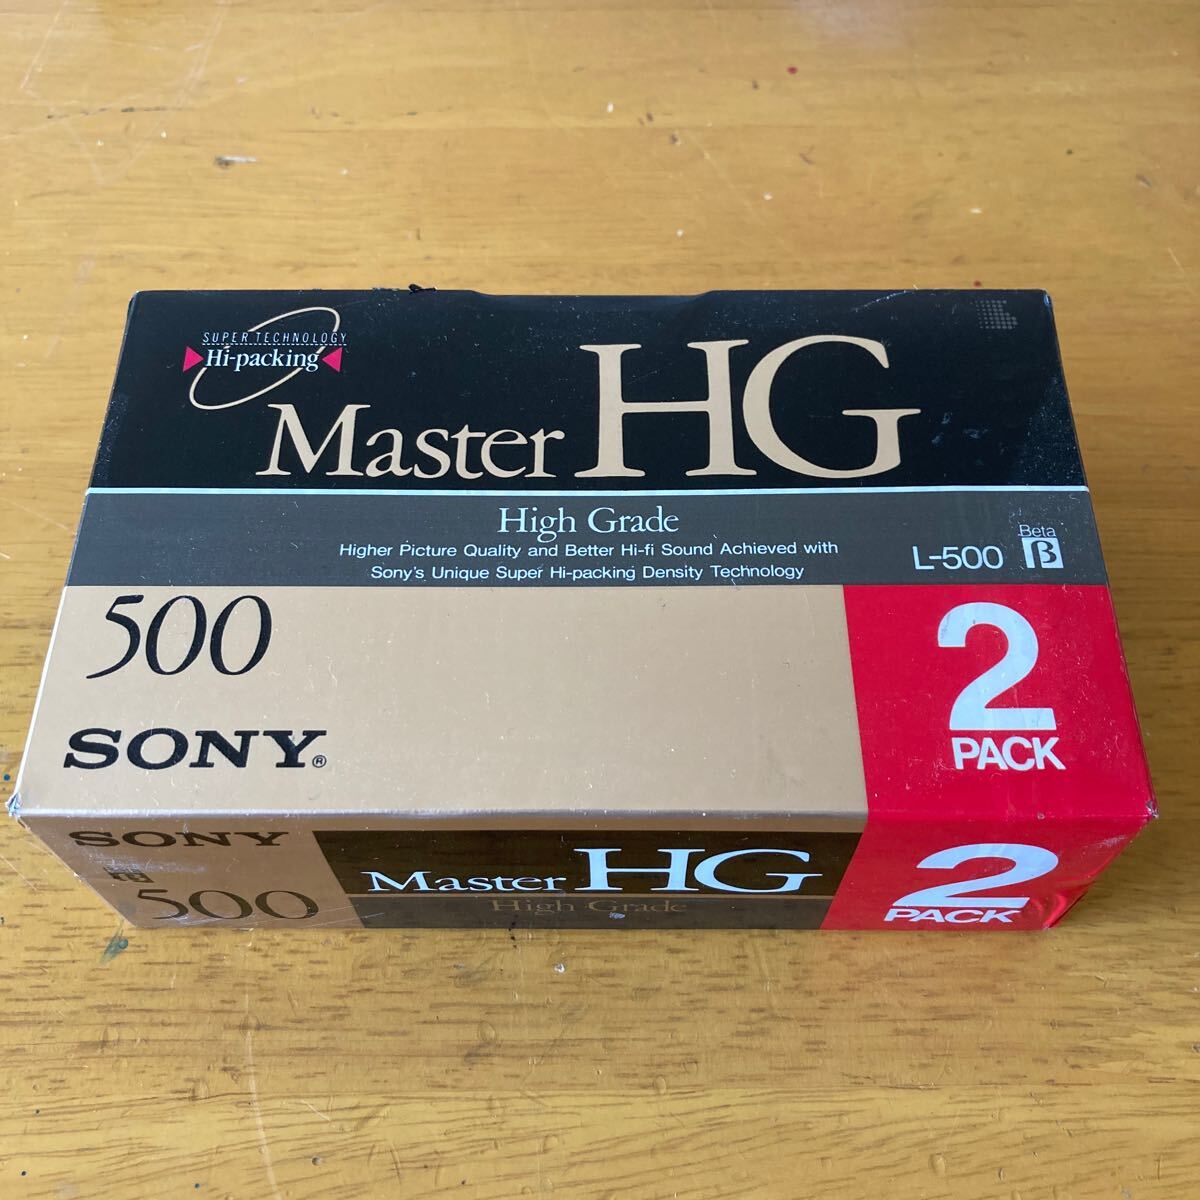 SUPER TECHNOLOGY
Hi-packing
Master HG
High Grade
Higher Picture Quality and Better Hi-fi Sound Achieved with
Sony's Unique Super Hi-packing Density Technology
L-500
Beta
β
500
SONY®
2
PACK
SONY
500
Master HG
High Grade
2
PACK